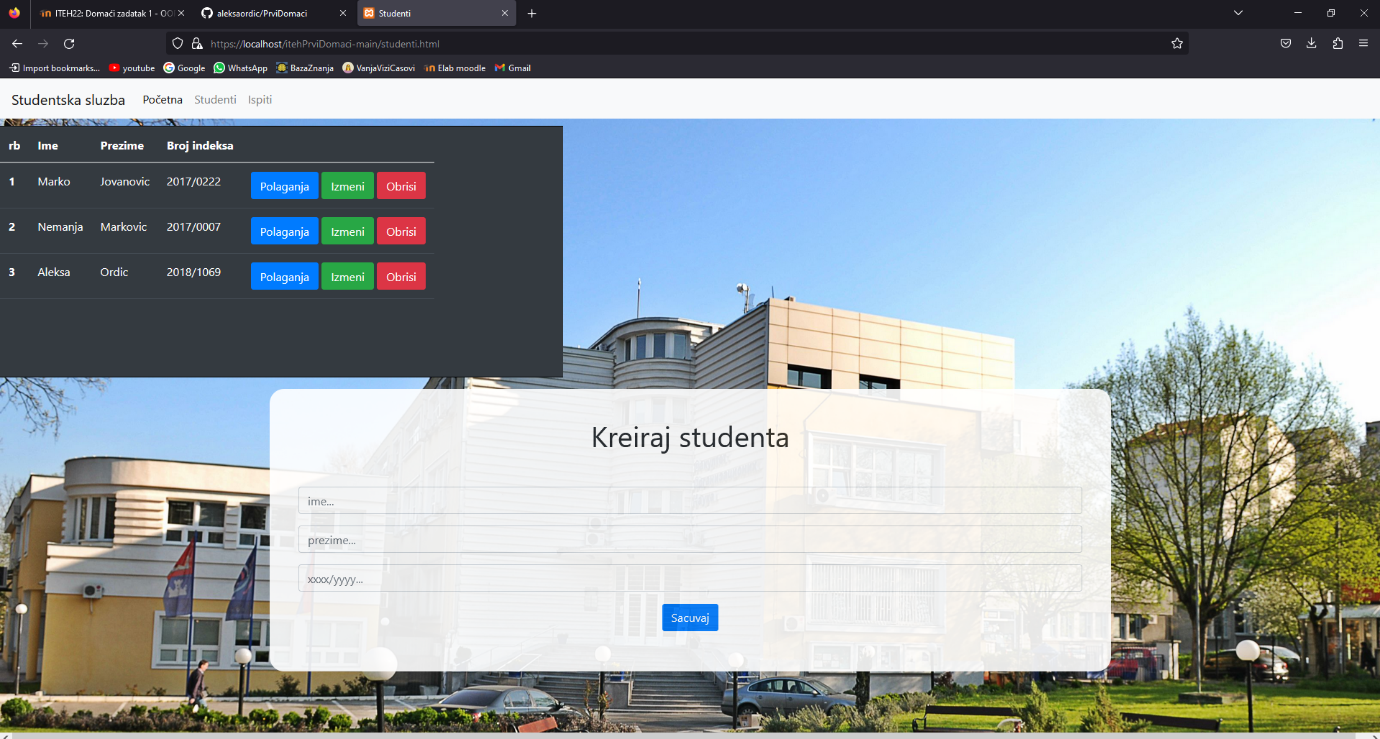 ITEH22: Domaći zadatak 1 - OO
aleksaordic/PrviDomaci
Studenti
https://localhost/itehPrviDomaci-main/studenti.html
Import bookmarks... youtube Google WhatsApp BazaZnanja VanjaViziCasovi Elab moodle Gmail
Studentska sluzba Početna Studenti Ispiti
rb Ime Prezime Broj indeksa
1 Marko Jovanovic 2017/0222 Polaganja Izmeni Obrisi
2 Nemanja Markovic 2017/0007 Polaganja Izmeni Obrisi
3 Aleksa Ordic 2018/1069 Polaganja Izmeni Obrisi
Kreiraj studenta
ime...
prezime...
xxxx/yyyy...
Sacuvaj